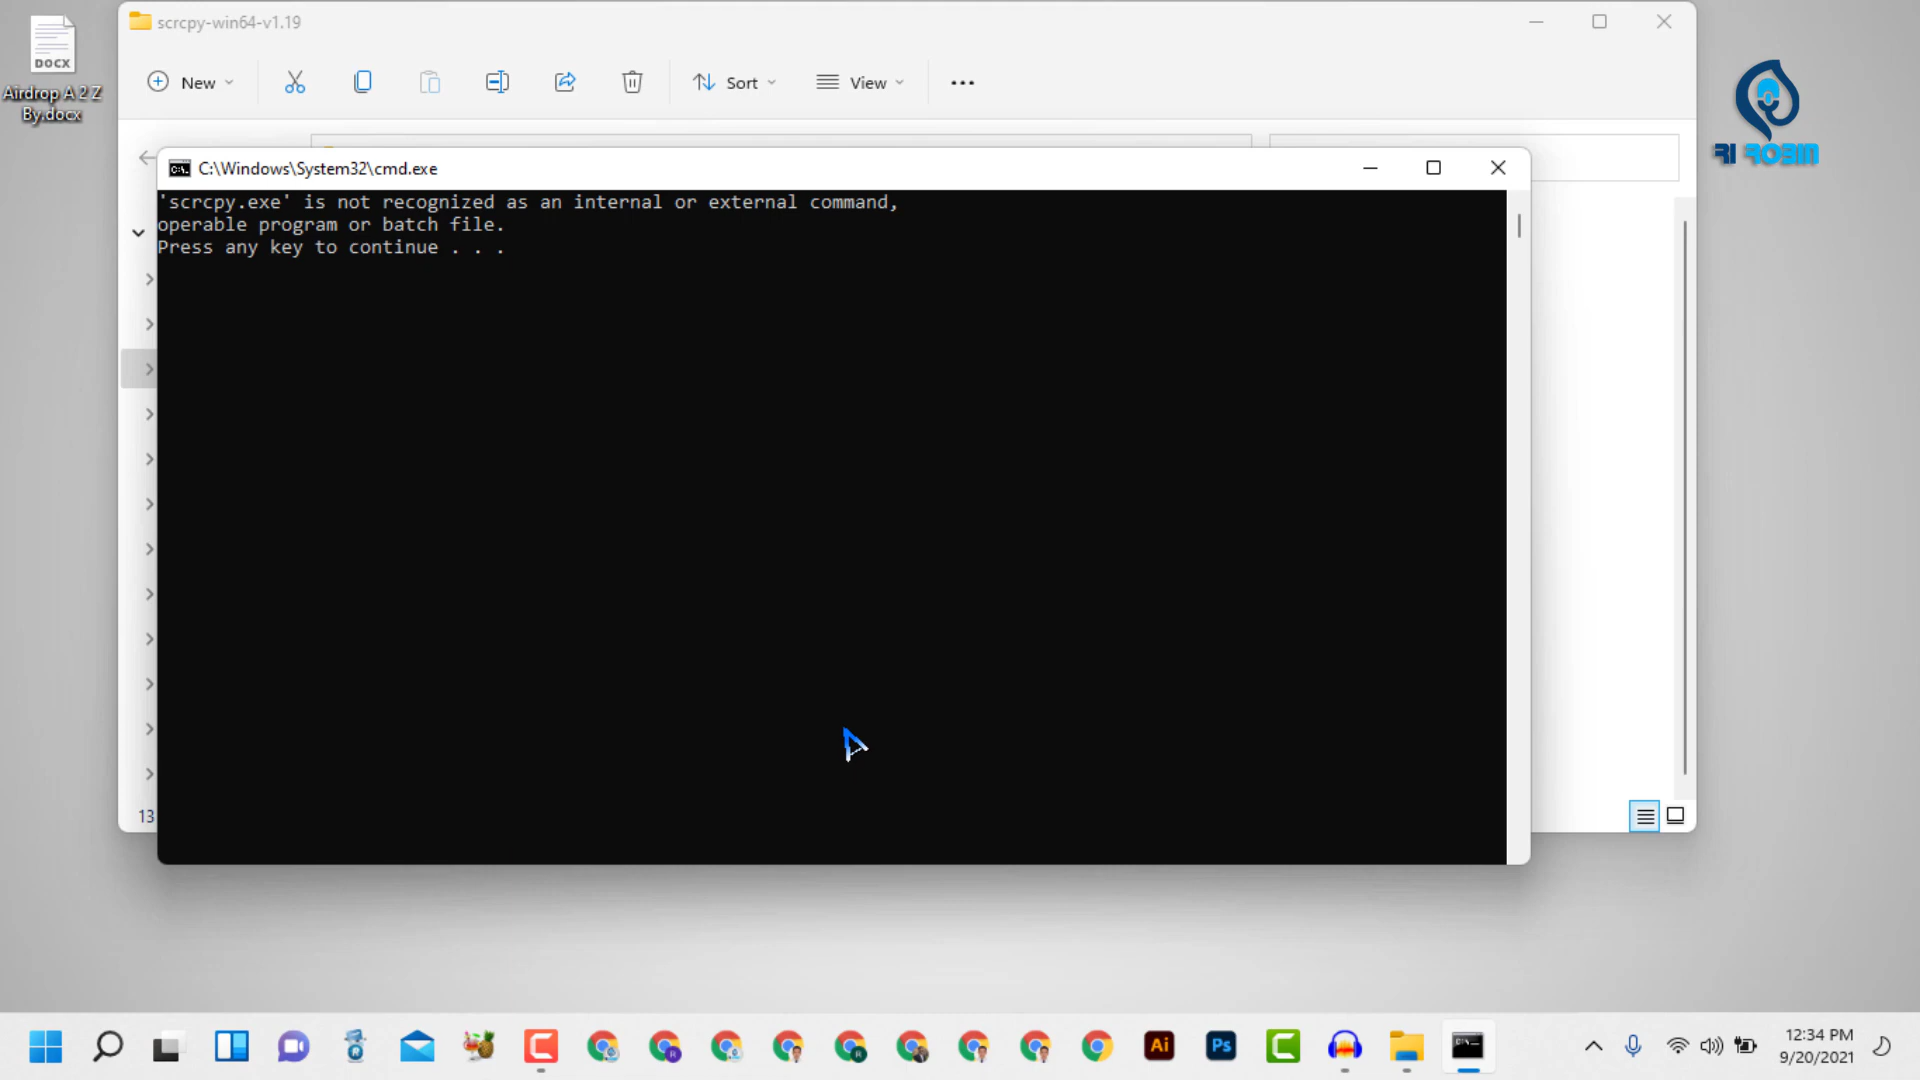 scrcpy-win64-v1.19
DOCX
Airdrop A 2 Z
By.docx
New
Sort
View
RI ROBIN
C:\Windows\System32\cmd.exe
'scrcpy.exe' is not recognized as an internal or external command,
operable program or batch file.
Press any key to continue . . .
13
Ai
Ps
12:34 PM
9/20/2021